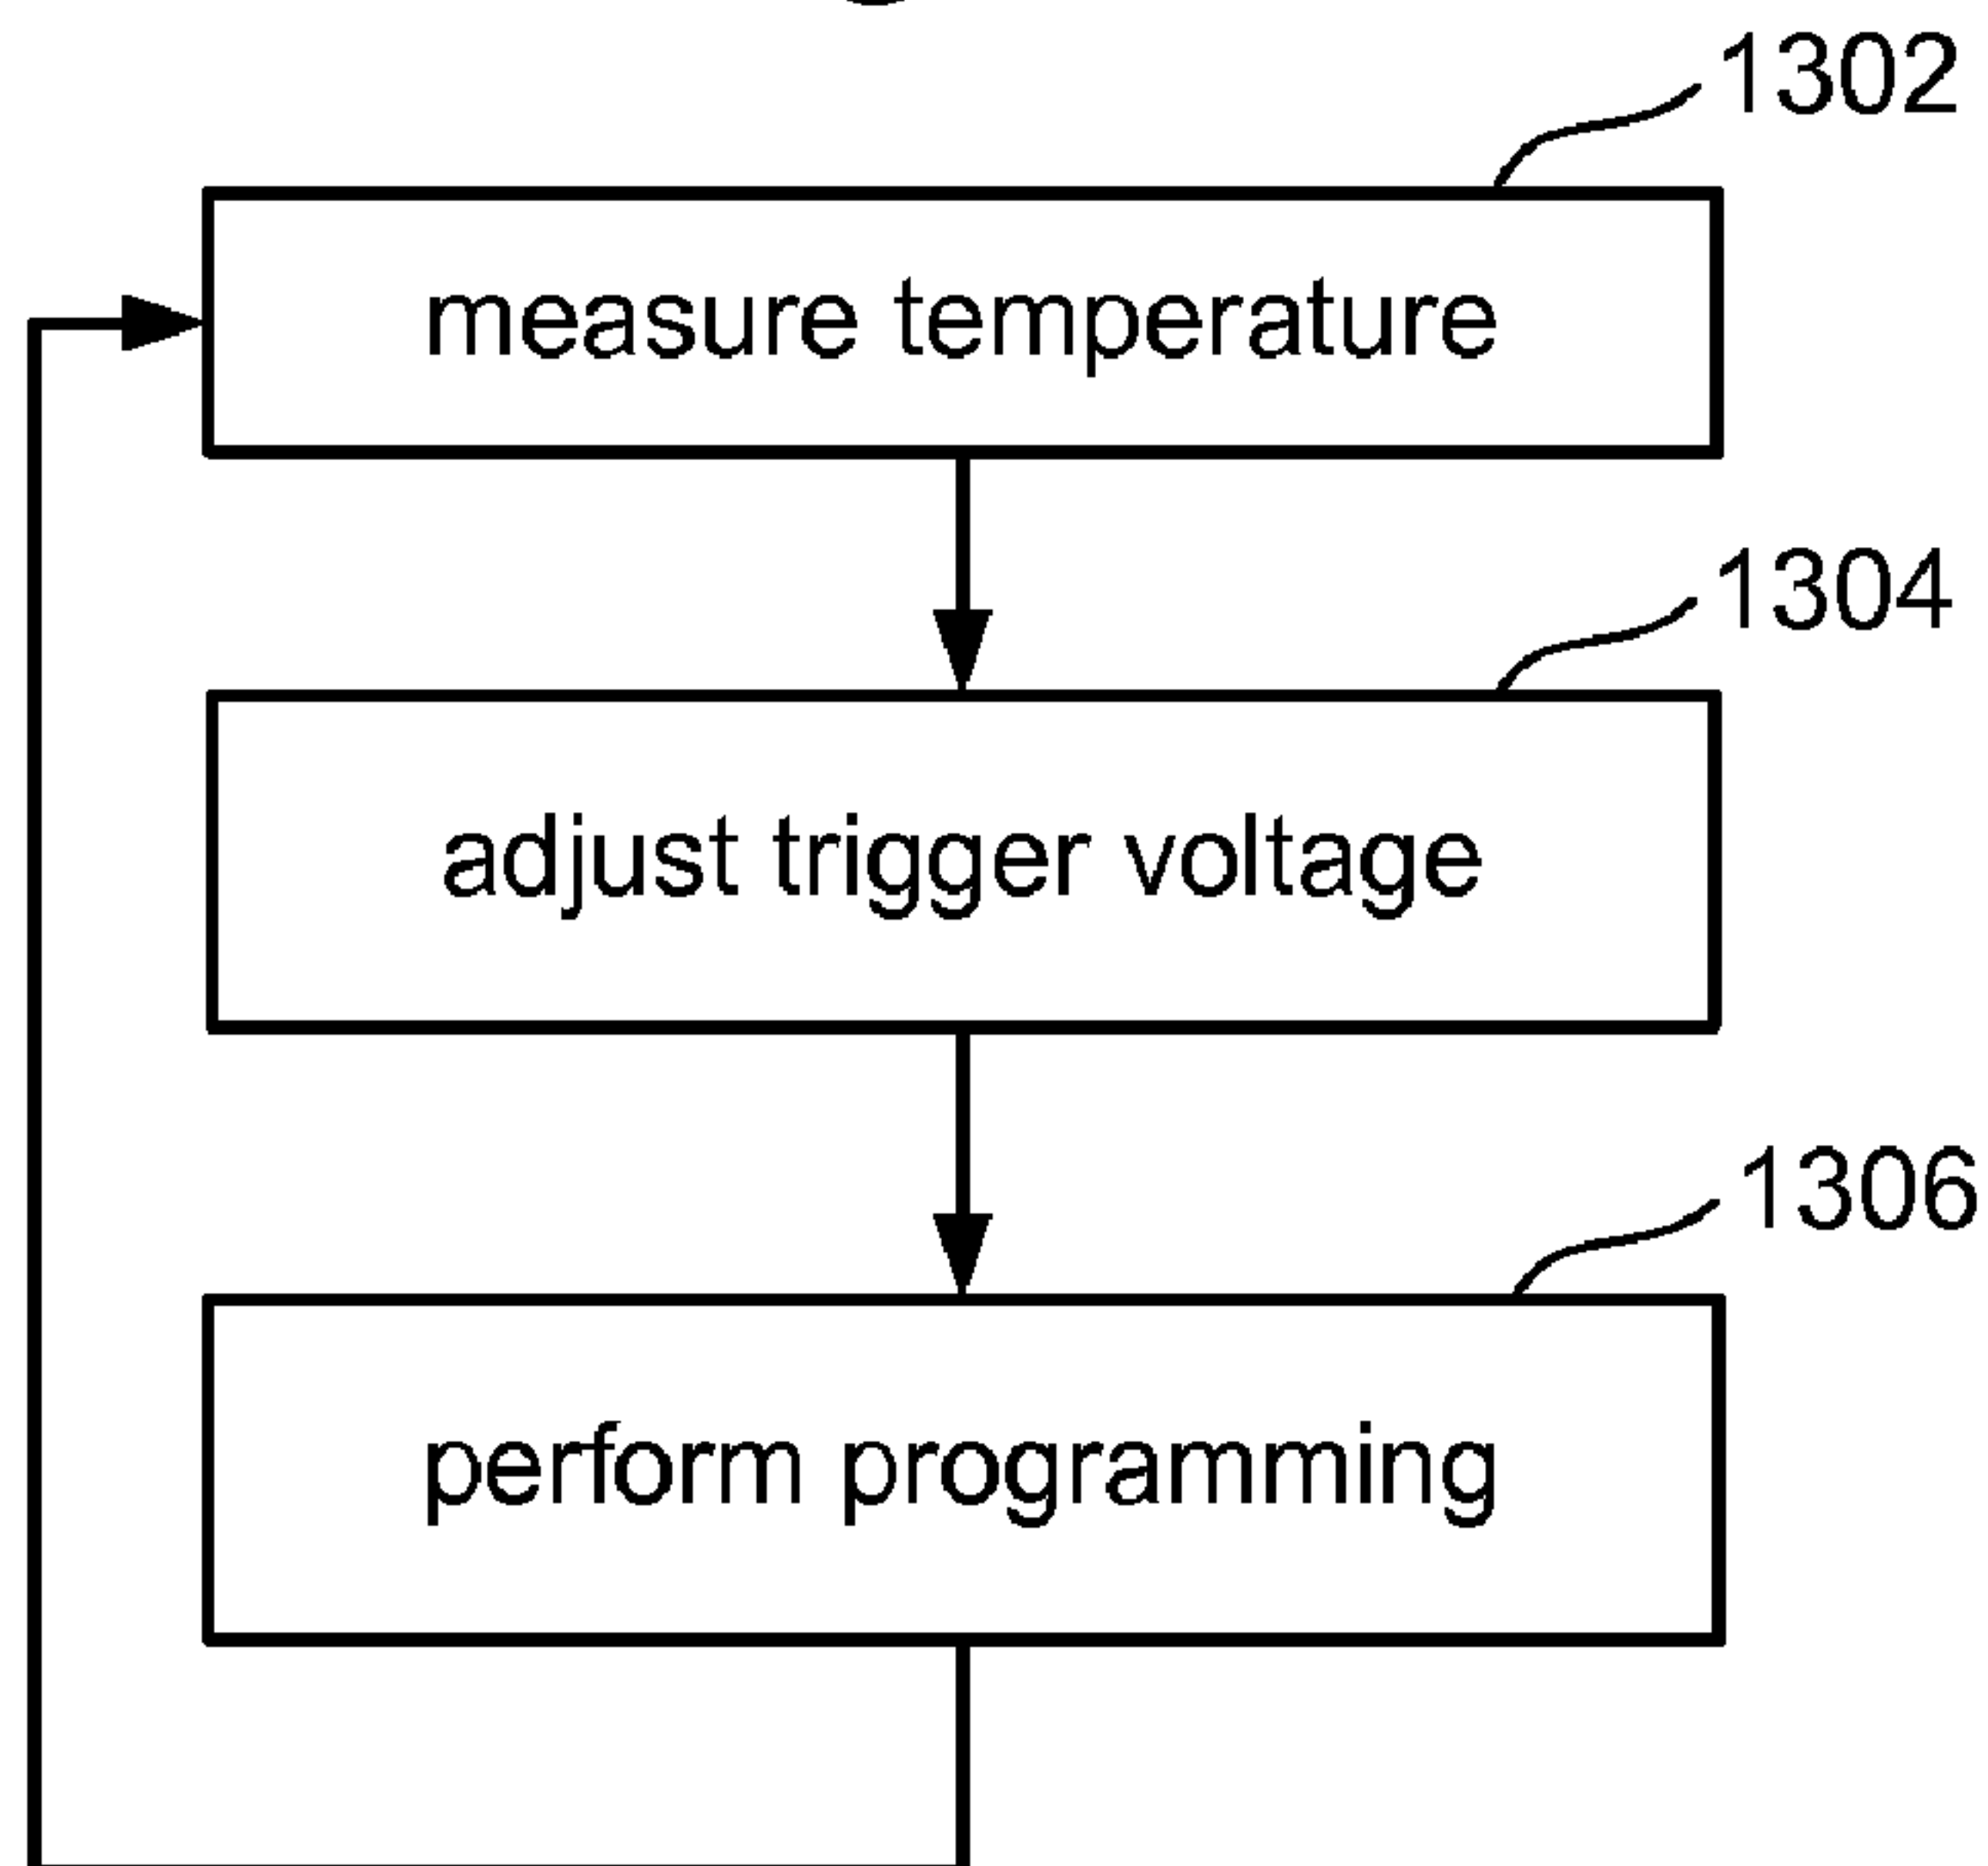 1302
measure temperature
1304
adjust trigger voltage
1306
perform programming